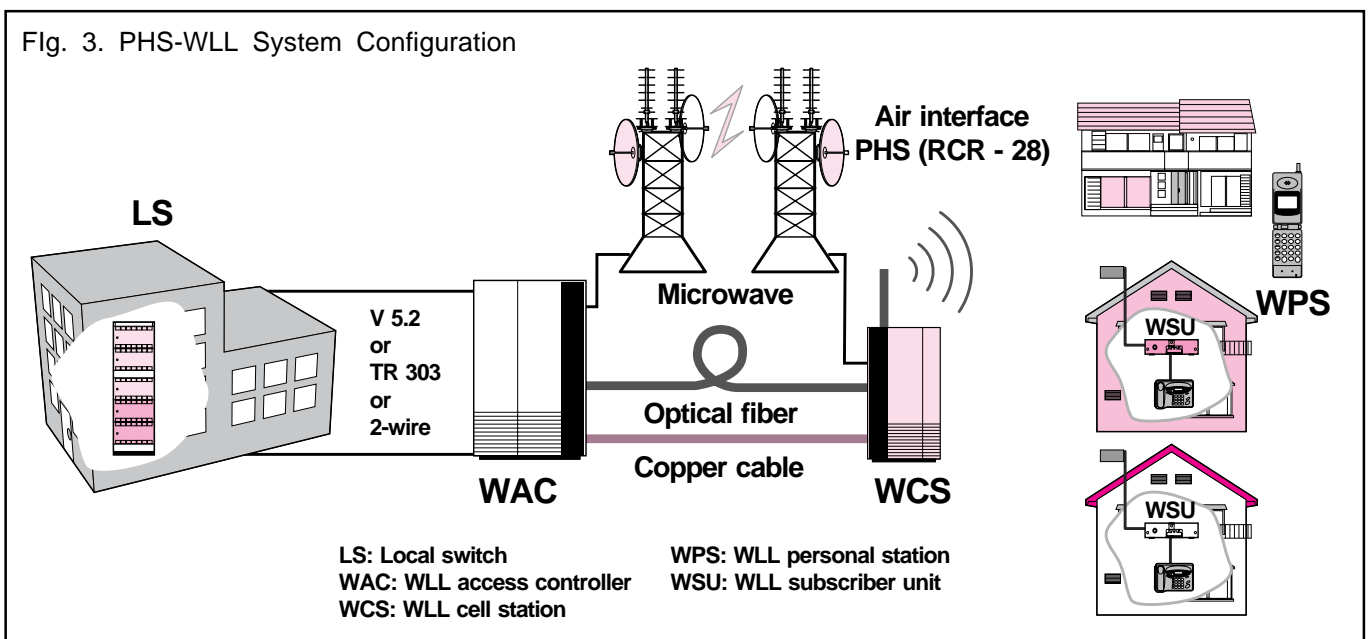 FIg. 3. PHS-WLL System Configuration
Air interface
PHS (RCR - 28)
LS
V 5.2
or
TR 303
or
2-wire
Microwave
Optical fiber
Copper cable
WAC
WCS
WPS
WSU
WSU
LS: Local switch
WAC: WLL access controller
WCS: WLL cell station
WPS: WLL personal station
WSU: WLL subscriber unit